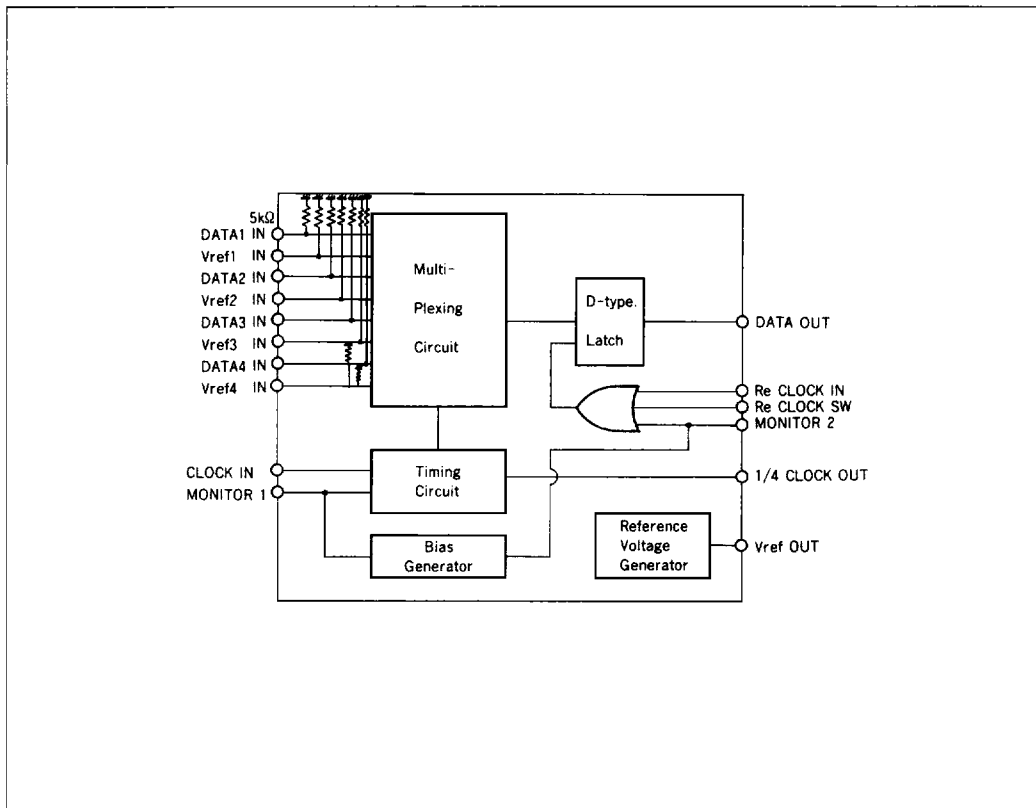 5kΩ
DATA1 IN
Vref1 IN
DATA2 IN
Vref2 IN
DATA3 IN
Vref3 IN
DATA4 IN
Vref4 IN
CLOCK IN
MONITOR 1
Multi-
Plexing
Circuit
Timing
Circuit
Bias
Generator
D-type.
Latch
Reference
Voltage
Generator
DATA OUT
Re CLOCK IN
Re CLOCK SW
MONITOR 2
1/4 CLOCK OUT
Vref OUT